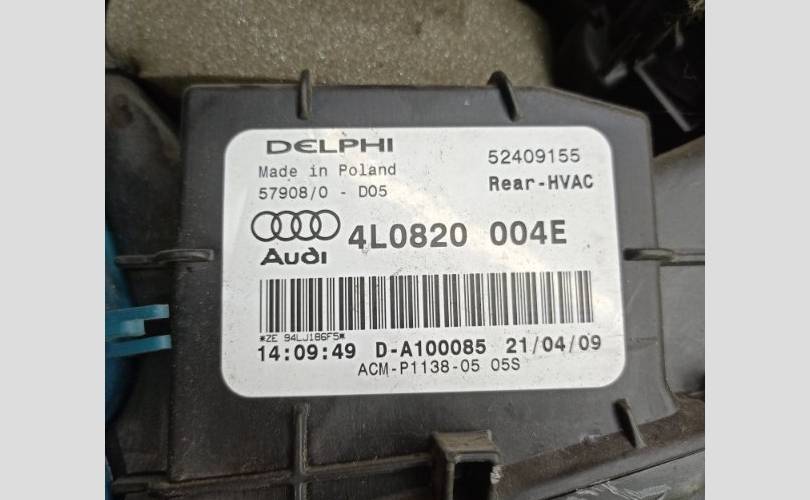 DELPHI
Made in Poland
52409155
57908/0 - D05
Rear-HVAC
Audi
4L0820 004E
*ZE 94LJ186F5*
14:09:49 D-A100085 21/04/09
ACM-P1138-05 05S